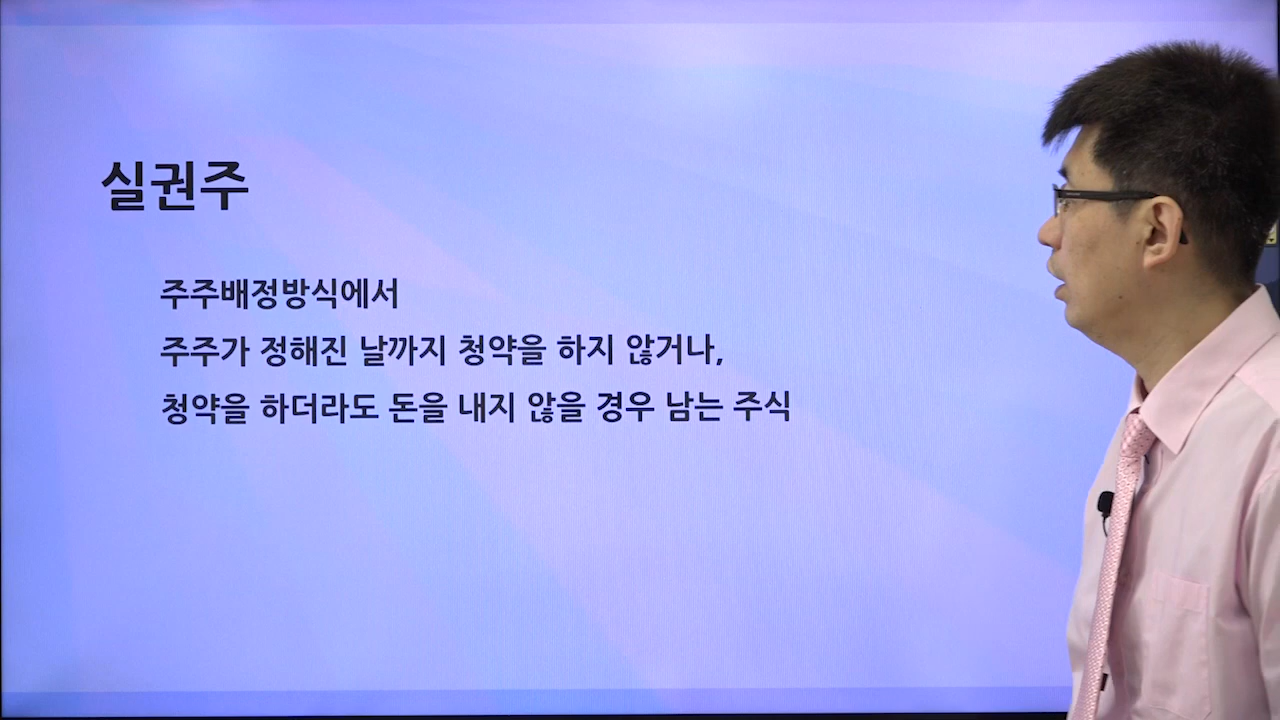 실권주
주주배정방식에서
주주가 정해진 날까지 청약을 하지 않거나,
청약을 하더라도 돈을 내지 않을 경우 남는 주식